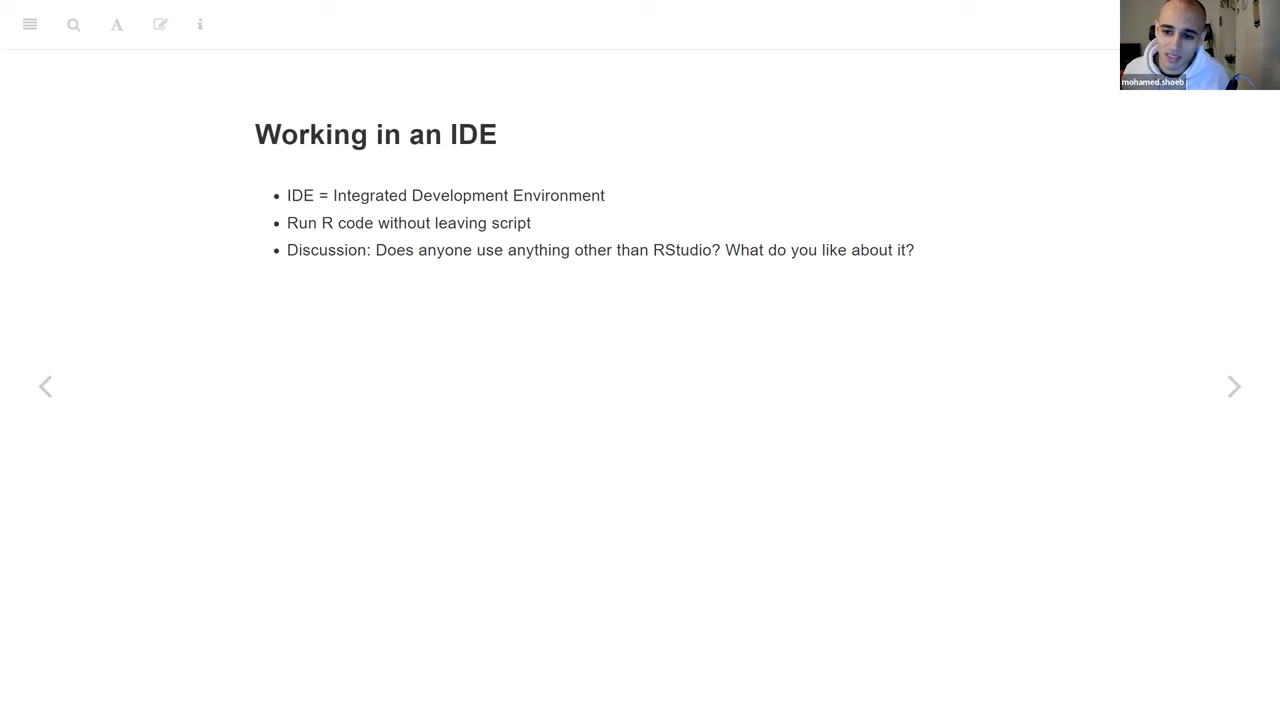 mohamed.shoeb
Working in an IDE
IDE = Integrated Development Environment
Run R code without leaving script
Discussion: Does anyone use anything other than RStudio? What do you like about it?